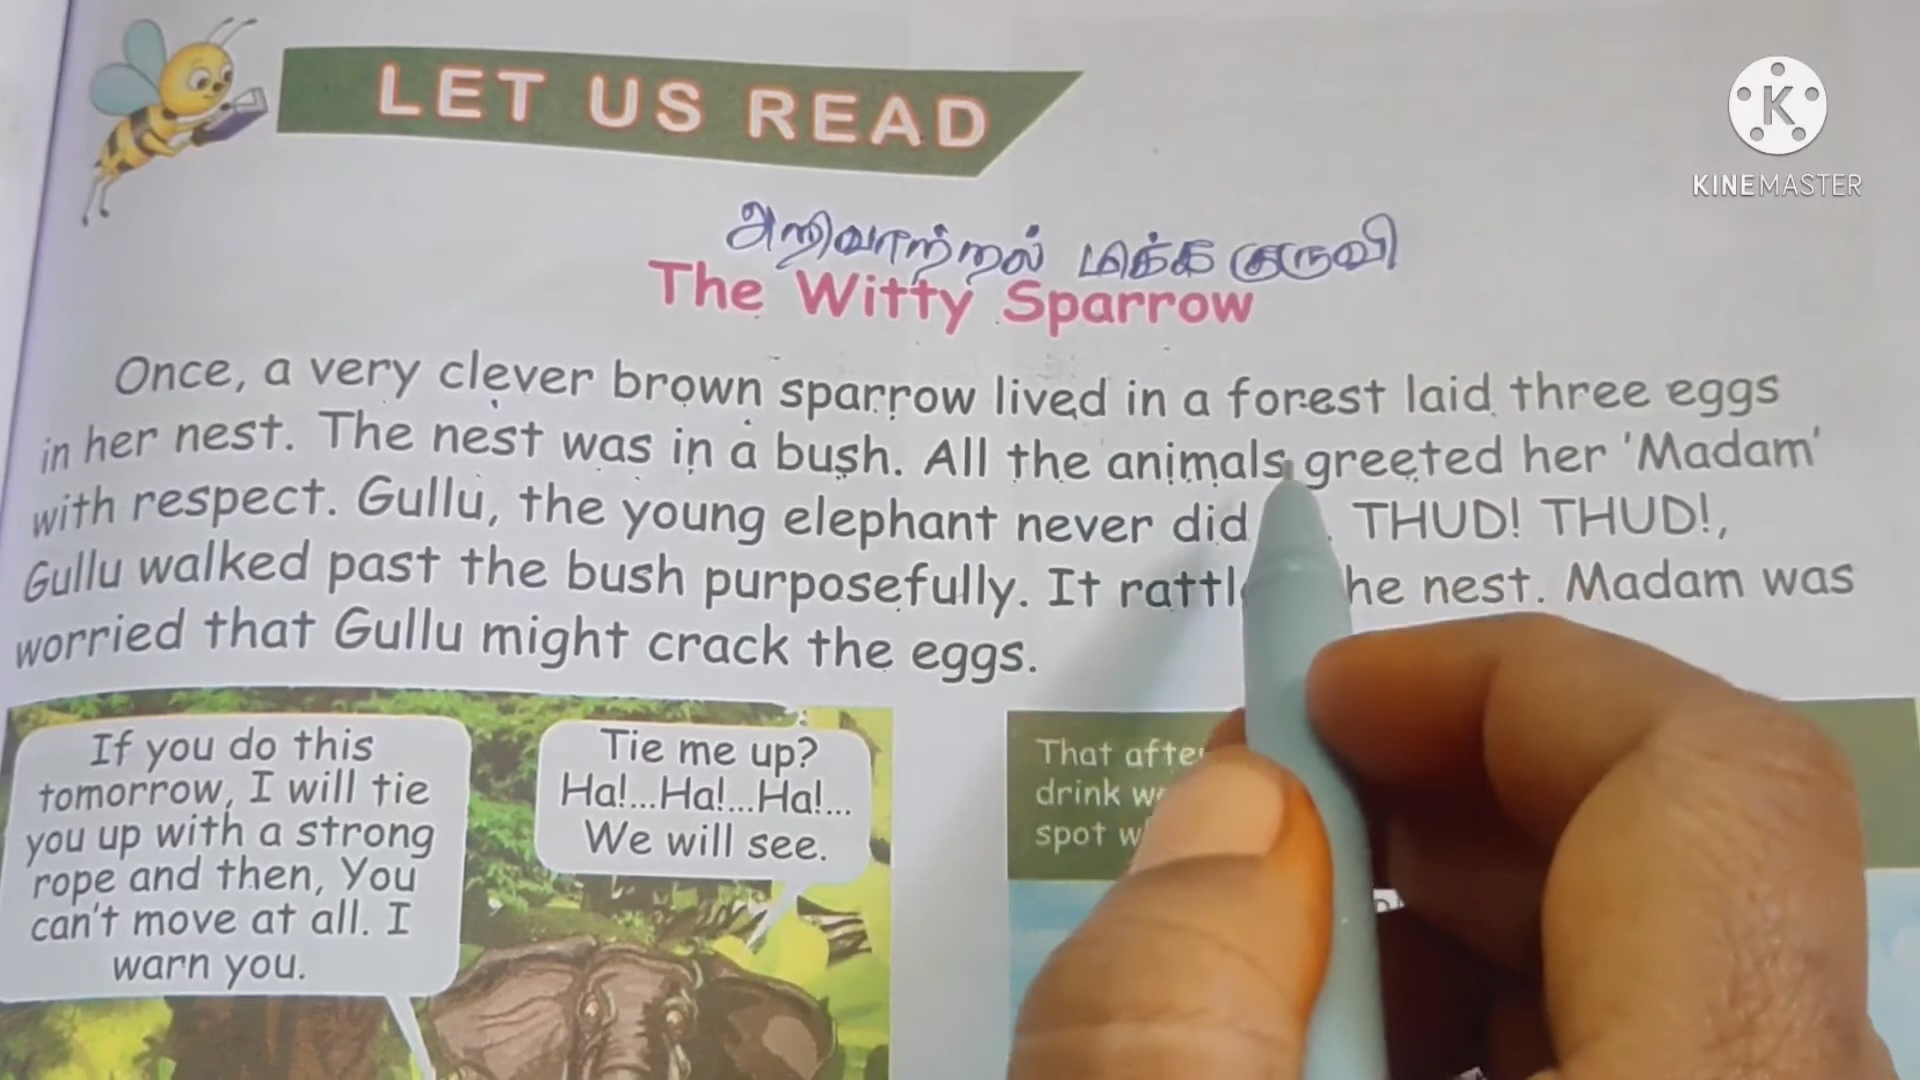 LET US READ
KINEMASTER
அறிவாற்றல் மிக்க குருவி
The Witty Sparrow
Once, a very clever brown sparrow lived in a forest laid three eggs
in her nest. The nest was in a bush. All the animals greeted her 'Madam'
with respect. Gullu, the young elephant never did . THUD! THUD!,
Gullu walked past the bush purposefully. It nest. Madam was
worried that Gullu might crack the eggs.
If you do this
tomorrow, I will tie
you up with a strong
rope and then, You
can't move at all. I
warn you.
Tie me up?
Ha!...Ha!...Ha!...
We will see.
That
drink
spot